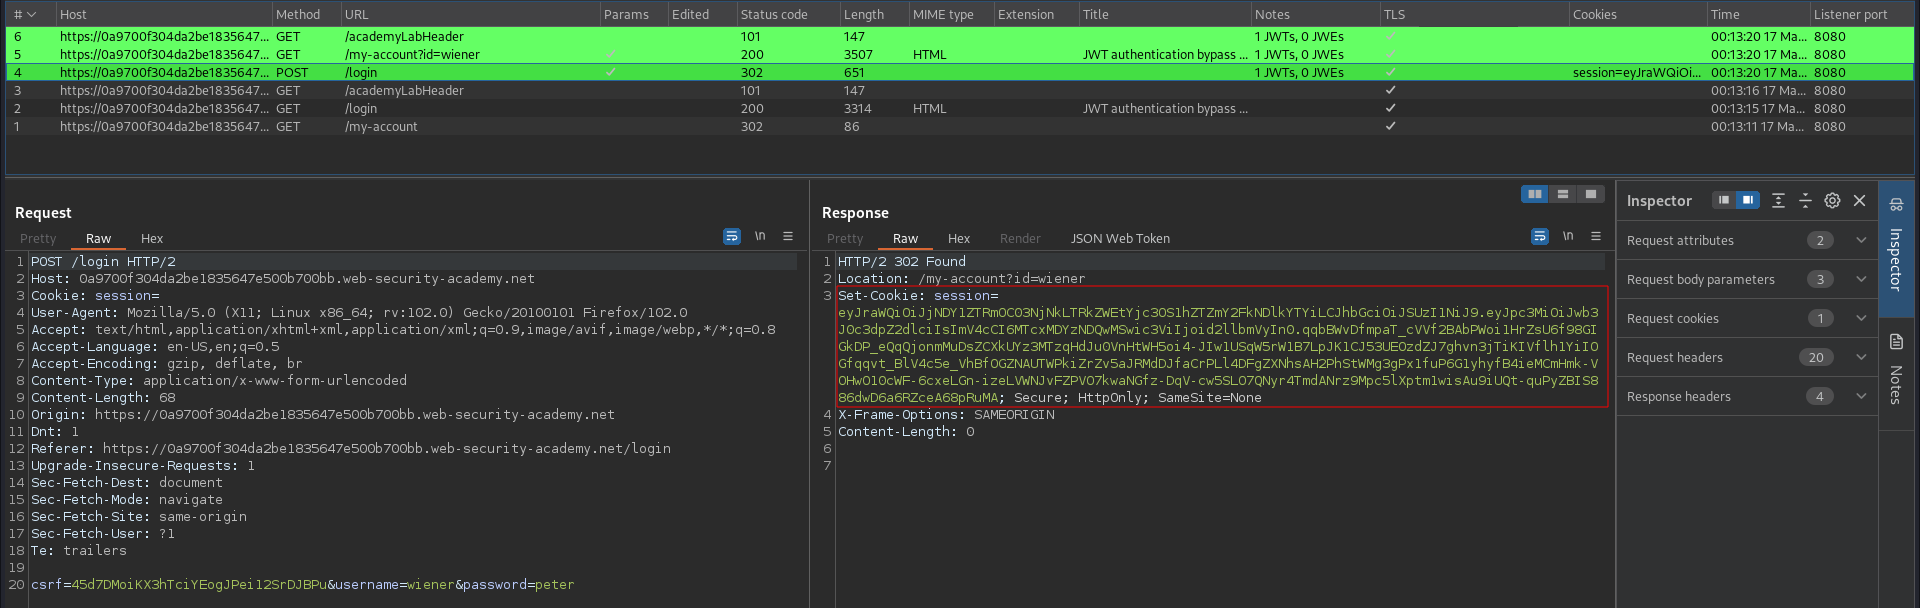 # Host Method URL Params Edited Status code Length MIME type Extension Title Notes TLS Cookies Time Listener port
6 https://0a9700f304da2be1835647... GET /academyLabHeader 101 147 1 JWTs, 0 JWEs 00:13:20 17 Ma... 8080
5 https://0a9700f304da2be1835647... GET /my-account?id=wiener 200 3507 HTML JWT authentication bypass ... 1 JWTs, 0 JWEs 00:13:20 17 Ma... 8080
4 https://0a9700f304da2be1835647... POST /login 302 651 1 JWTs, 0 JWEs session=eyJraWQiOi... 00:13:20 17 Ma... 8080
3 https://0a9700f304da2be1835647... GET /academyLabHeader 101 147 00:13:16 17 Ma... 8080
2 https://0a9700f304da2be1835647... GET /login 200 3314 HTML JWT authentication bypass ... 00:13:15 17 Ma... 8080
1 https://0a9700f304da2be1835647... GET /my-account 302 86 00:13:11 17 Ma... 8080
Request
Pretty Raw Hex \n
1 POST /login HTTP/2
2 Host: 0a9700f304da2be1835647e500b700bb.web-security-academy.net
3 Cookie: session=
4 User-Agent: Mozilla/5.0 (X11; Linux x86_64; rv:102.0) Gecko/20100101 Firefox/102.0
5 Accept: text/html,application/xhtml+xml,application/xml;q=0.9,image/avif,image/webp,*/*;q=0.8
6 Accept-Language: en-US,en;q=0.5
7 Accept-Encoding: gzip, deflate, br
8 Content-Type: application/x-www-form-urlencoded
9 Content-Length: 68
10 Origin: https://0a9700f304da2be1835647e500b700bb.web-security-academy.net
11 Dnt: 1
12 Referer: https://0a9700f304da2be1835647e500b700bb.web-security-academy.net/login
13 Upgrade-Insecure-Requests: 1
14 Sec-Fetch-Dest: document
15 Sec-Fetch-Mode: navigate
16 Sec-Fetch-Site: same-origin
17 Sec-Fetch-User: ?1
18 Te: trailers
19
20 csrf=45d7DMoiKX3hTciYEogJPei12SrDJBPu&username=wiener&password=peter
Response
Pretty Raw Hex Render JSON Web Token \n
1 HTTP/2 302 Found
2 Location: /my-account?id=wiener
3 Set-Cookie: session=
eyJraWQiOiJjNDY1ZTRmOC03NjNkLTRkZWEtYjc3OS1hZTZmY2FkNDlkYTYiLCJhbGciOiJSUzI1NiJ9.eyJpc3MiOiJwb3
J0c3dpZ2dlciIsImV4cCI6MTcxMDYzNDQwMSwic3ViIjoid2llbmVyIn0.qqbBWvDfmpaT_cVVf2BAbPWoi1HrZsU6f98GI
GkDP_eQqQjonmMuDsZCXkUYz3MTzqHdJu0VnHtWH5oi4-JIw1USqW5rW1B7LpJK1CJ53UEOzdZJ7ghvn3jTiKIVflh1YiI0
Gfqqvt_BlV4c5e_VhBfOGZNAUTWPkiZrZv5aJRMdDJfaCrPLl4DFgZXNhsAH2PhStWMg3gPx1fuP6G1yhyfB4ieMCmHmk-V
OHwO10cWF-6cxeLGn-izeLVWNJvFZPVO7kwaNGfz-DqV-cw5SLO7QNyr4TmdANrz9Mpc5lXptm1wisAu9iUQt-quPyZBIS8
86dwD6a6RZceA68pRuMA; Secure; HttpOnly; SameSite=None
4 X-Frame-Options: SAMEORIGIN
5 Content-Length: 0
6
7
Inspector
Request attributes 2
Request body parameters 3
Request cookies 1
Request headers 20
Response headers 4
Inspector
Notes